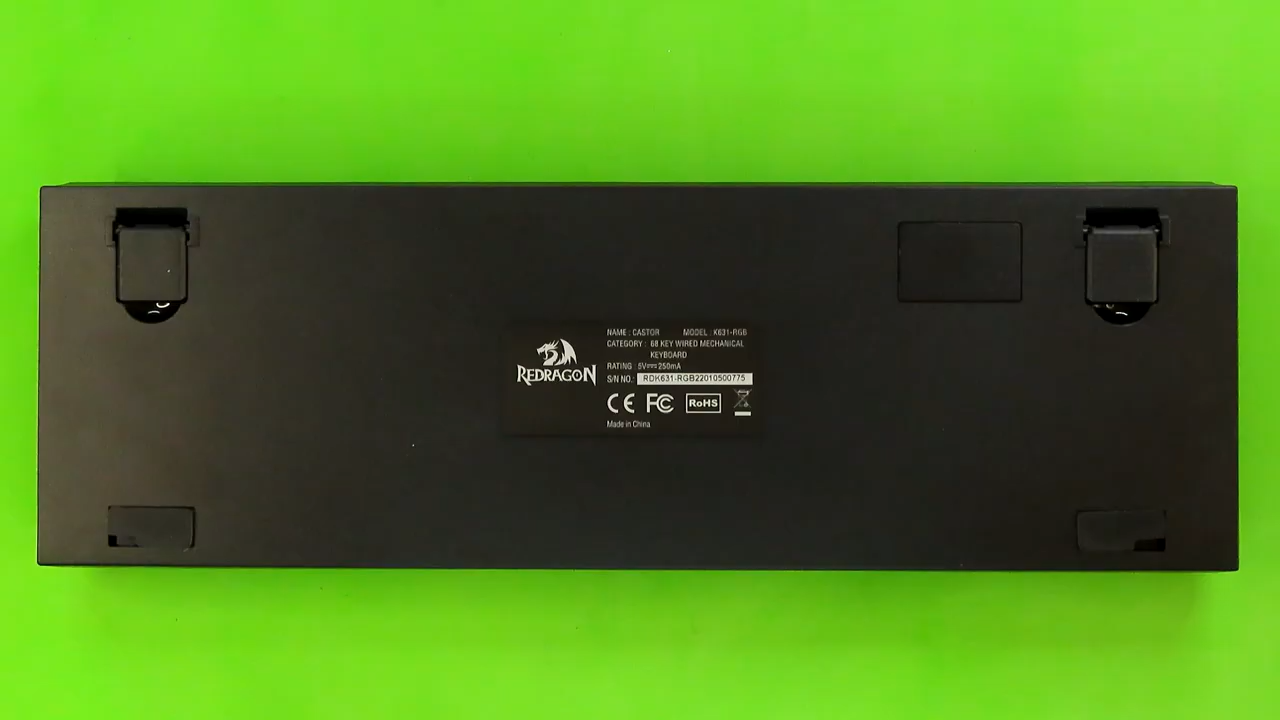 REDRAGON
NAME : CASTOR MODEL : K631-RGB
CATEGORY : 68 KEY WIRED MECHANICAL
KEYBOARD
RATING : 5V⎓250mA
S/N NO.: RDK631-RGB22010500775
CE FC RoHS
Made in China